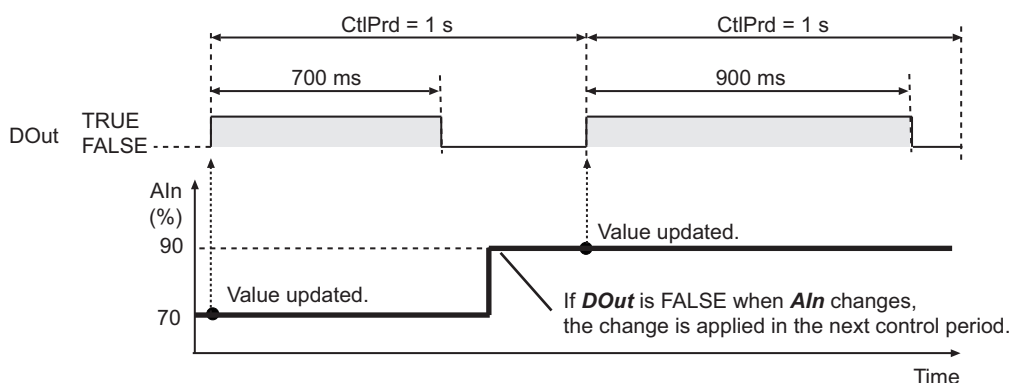 CtlPrd = 1 s
CtlPrd = 1 s
700 ms
900 ms
DOut
TRUE
FALSE
AIn
(%)
90
Value updated.
Value updated.
70
If DOut is FALSE when AIn changes,
the change is applied in the next control period.
Time